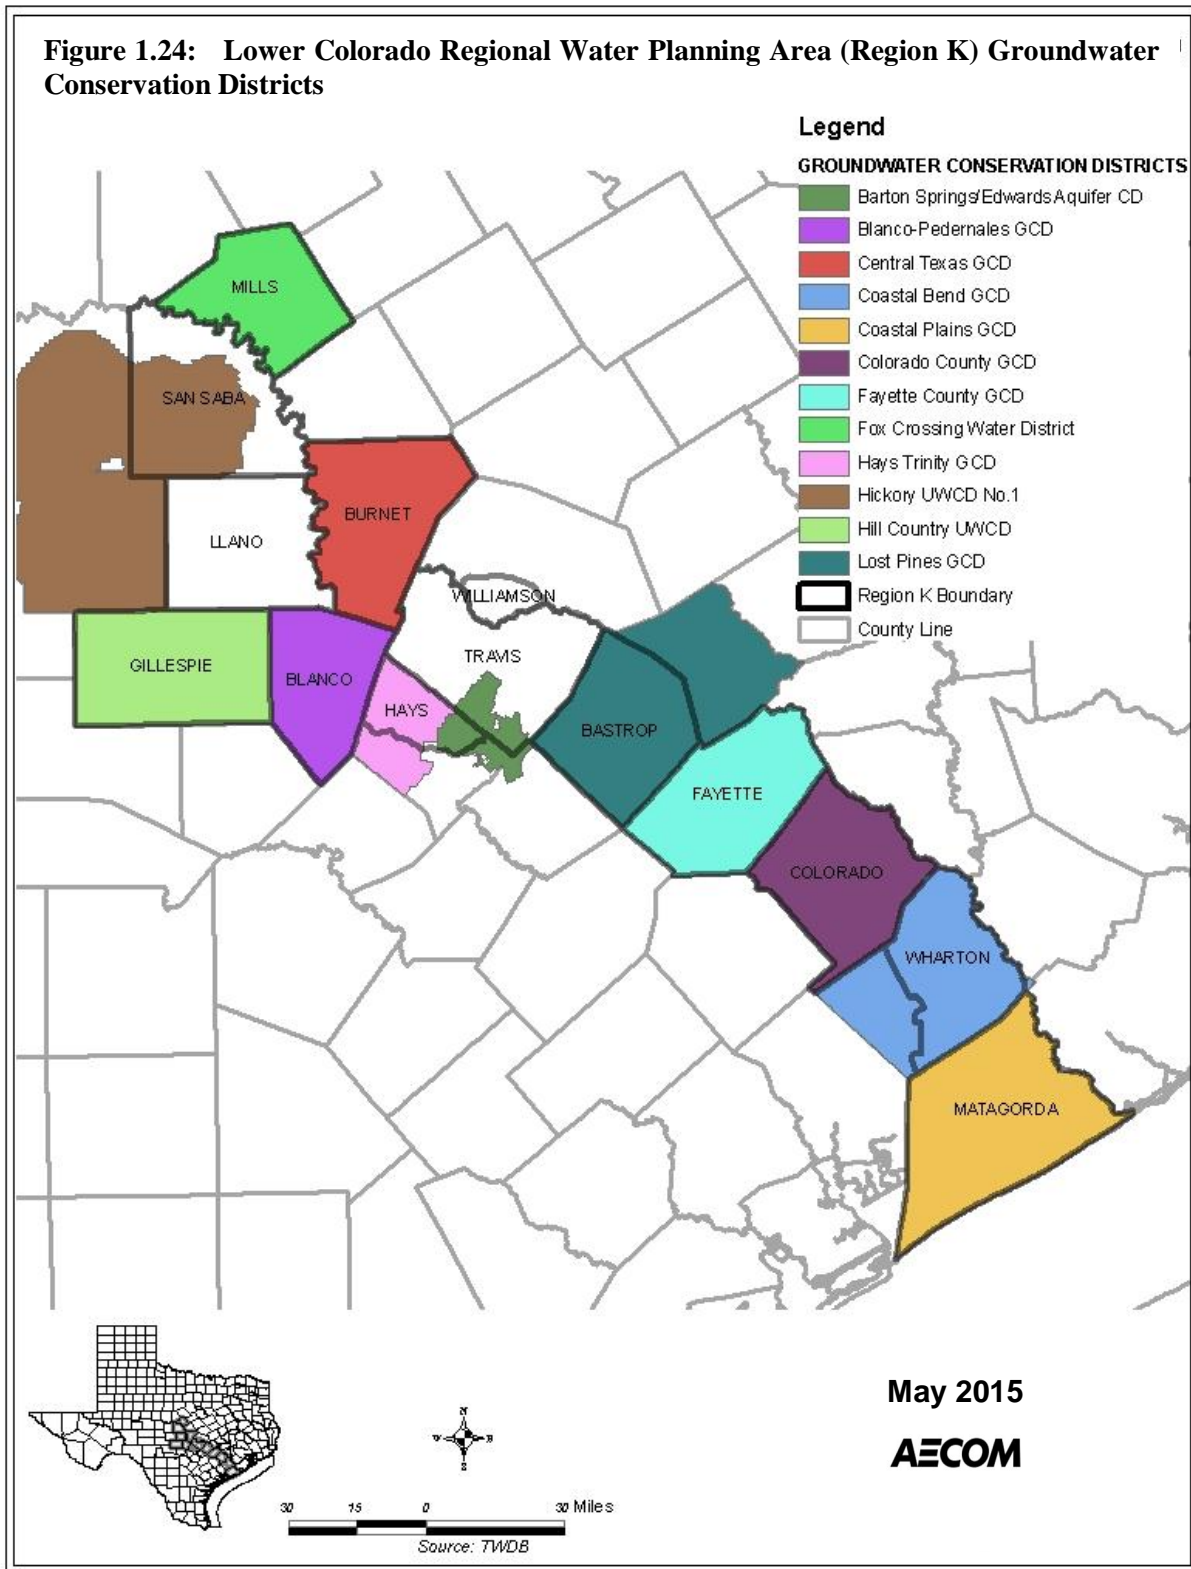 Figure 1.24: Lower Colorado Regional Water Planning Area (Region K) Groundwater
Conservation Districts
Legend
GROUNDWATER CONSERVATION DISTRICTS
Barton Springs/Edwards Aquifer CD
Blanco-Pedernales GCD
Central Texas GCD
Coastal Bend GCD
Coastal Plains GCD
Colorado County GCD
Fayette County GCD
Fox Crossing Water District
Hays Trinity GCD
Hickory UWCD No.1
Hill Country UWCD
Lost Pines GCD
Region K Boundary
County Line
MILLS
SAN SABA
BURNET
LLANO
WILLIAMSON
TRAVIS
GILLESPIE
BLANCO
HAYS
BASTROP
FAYETTE
COLORADO
WHARTON
MATAGORDA
May 2015
AECOM
N
W E
S
30 15 0 30 Miles
Source: TWDB